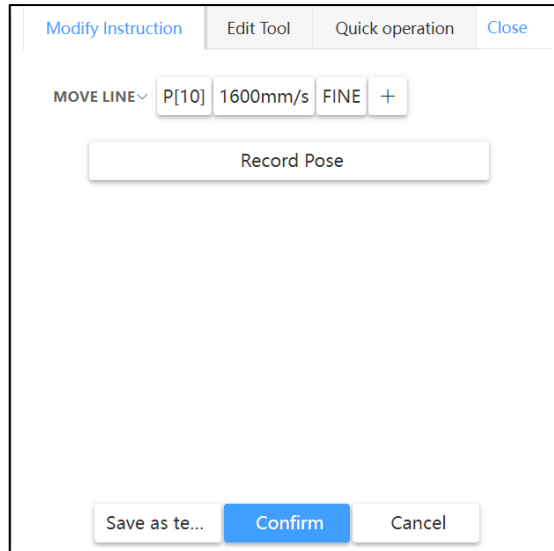 Modify Instruction Edit Tool Quick operation Close
MOVE LINE P[10] 1600mm/s FINE +
Record Pose
Save as te... Confirm Cancel